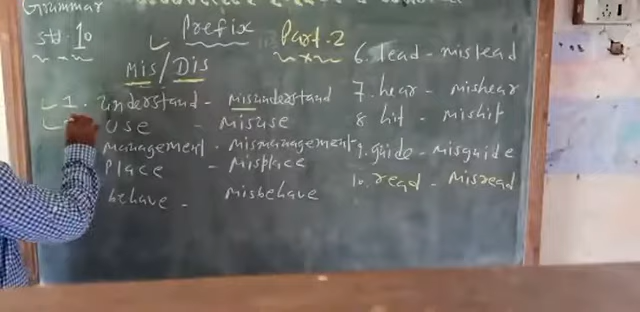 Grammar
Std. 10
Prefix
Part-2
Mis/Dis
1. Understand - misunderstand
Use - Misuse
Management - Mismanagement
Place - Misplace
behave - Misbehave
6. lead - mislead
7. hear - mishear
8 hit - Mishit
9. guide - misguide
10. read - Misread